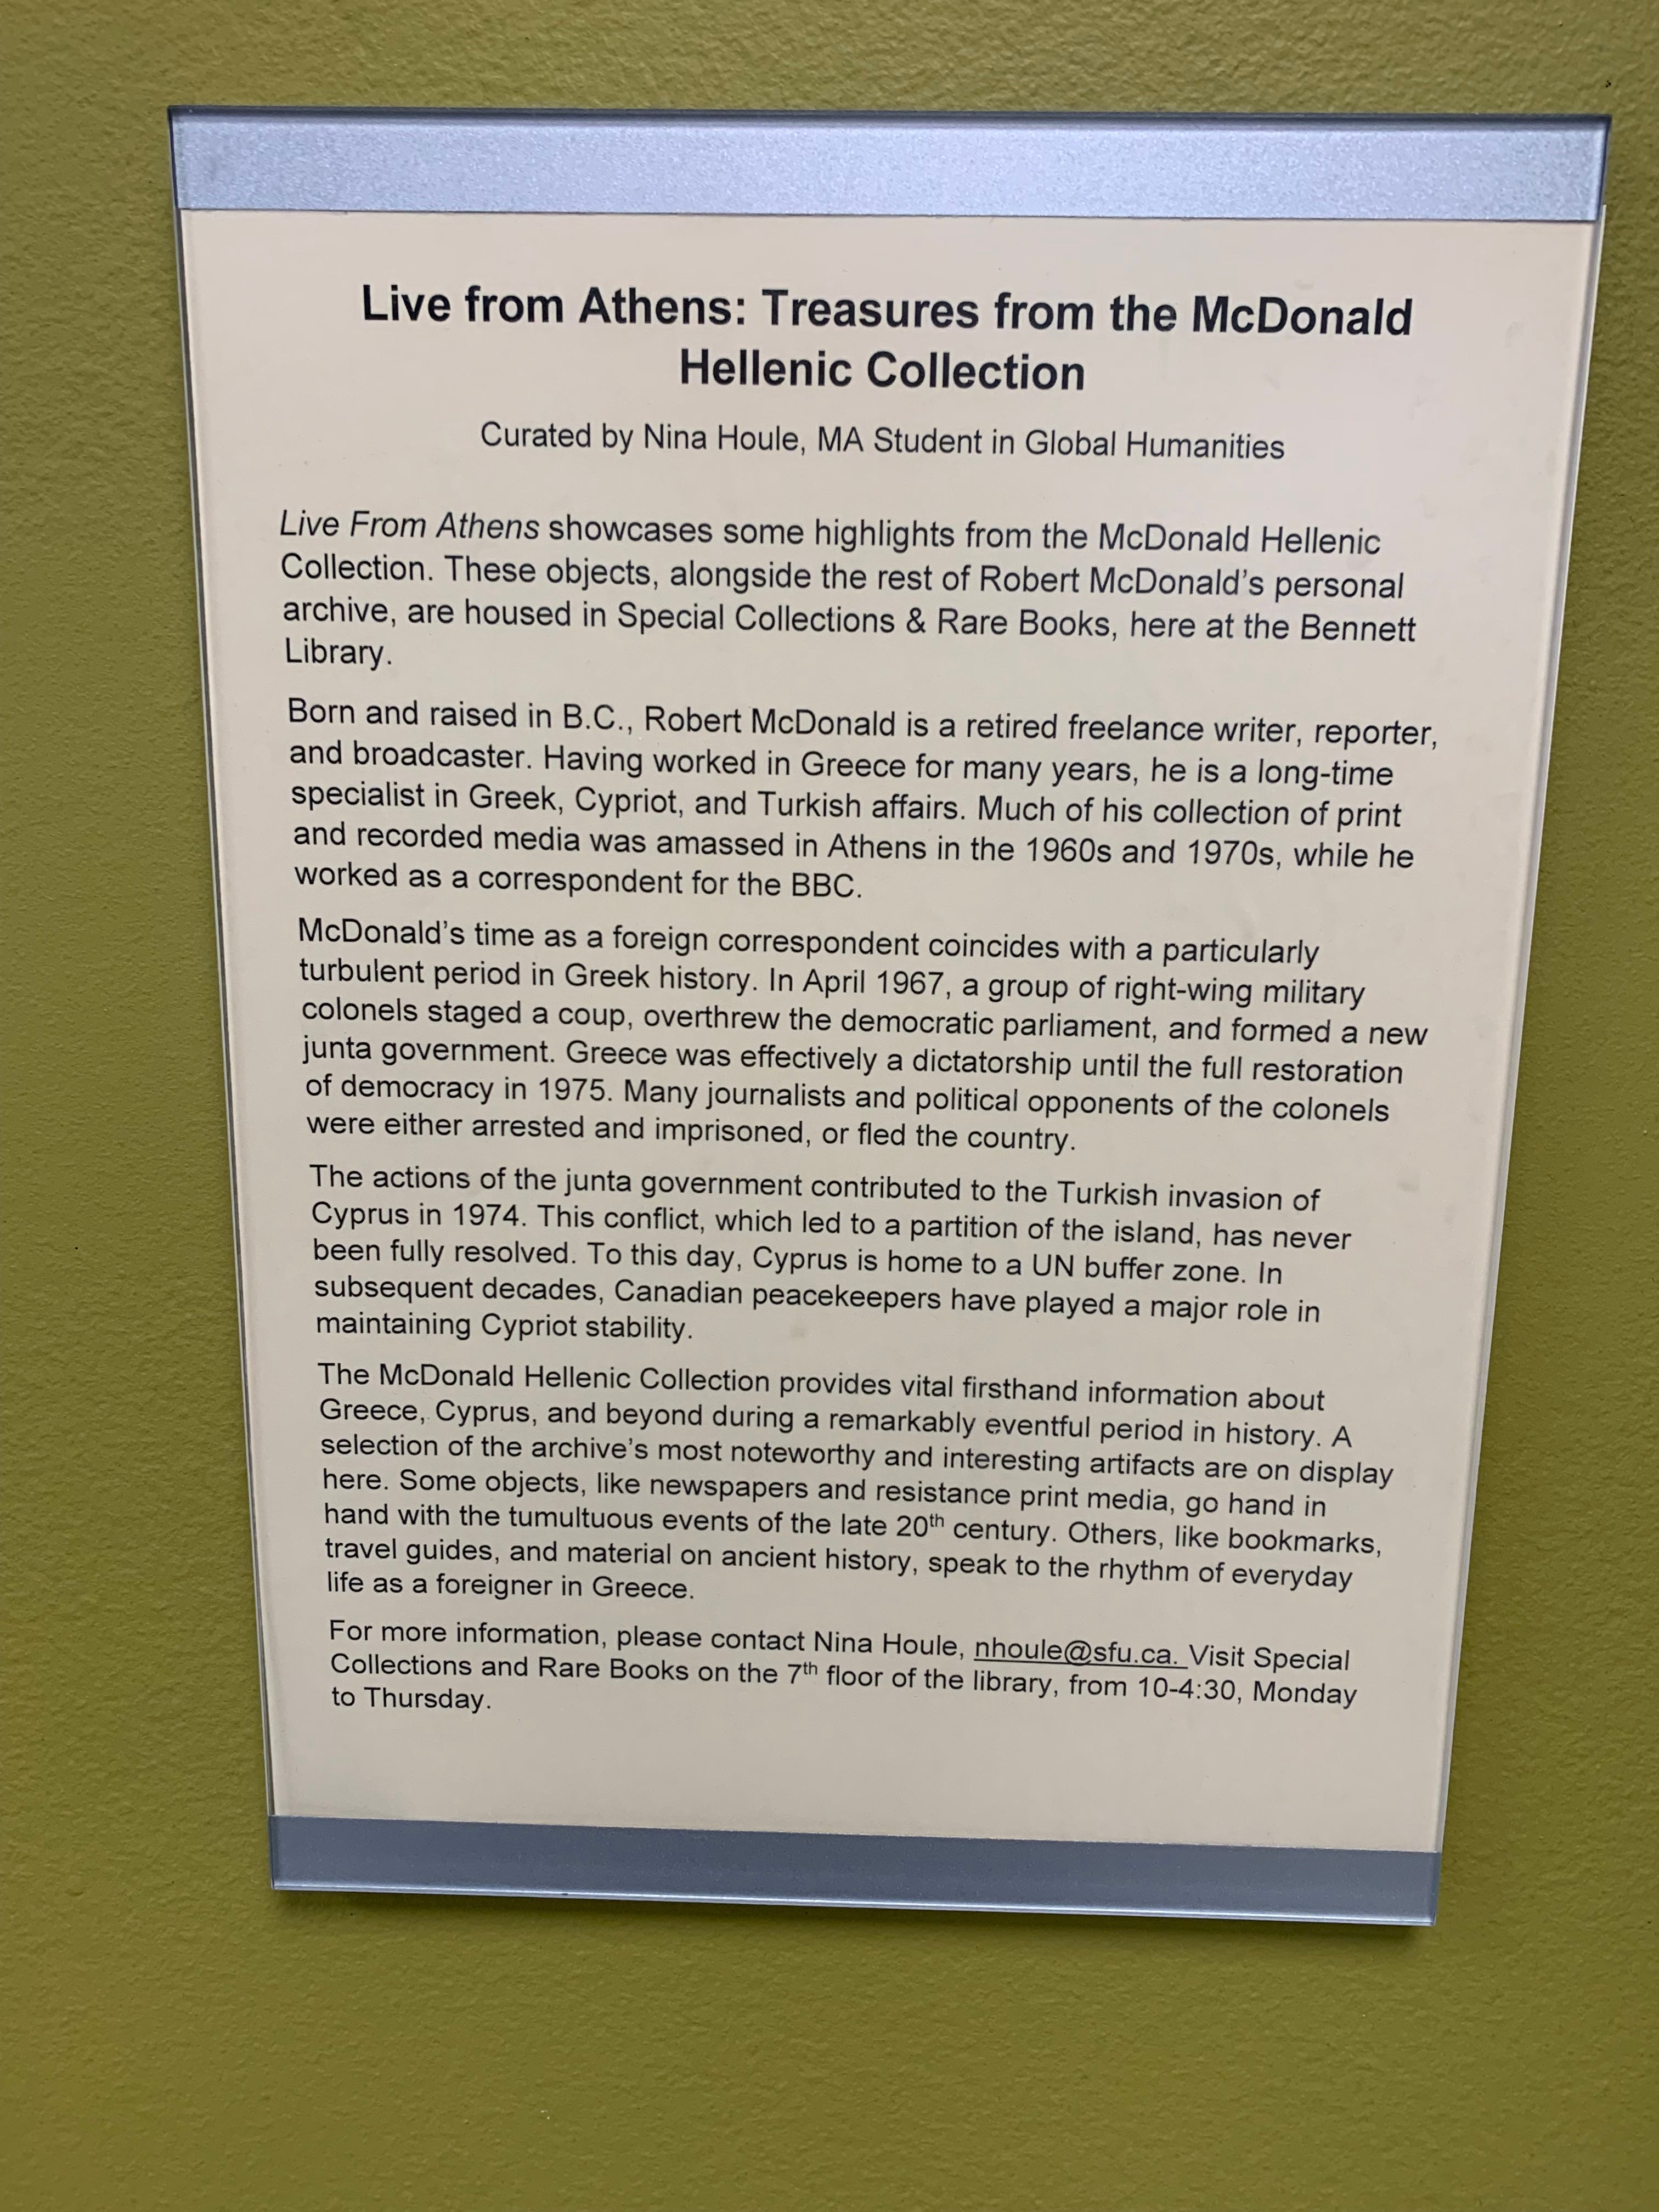 Live from Athens: Treasures from the McDonald
Hellenic Collection
Curated by Nina Houle, MA Student in Global Humanities
Live From Athens showcases some highlights from the McDonald Hellenic
Collection. These objects, alongside the rest of Robert McDonald's personal
archive, are housed in Special Collections & Rare Books, here at the Bennett
Library.
Born and raised in B.C., Robert McDonald is a retired freelance writer, reporter,
and broadcaster. Having worked in Greece for many years, he is a long-time
specialist in Greek, Cypriot, and Turkish affairs. Much of his collection of print
and recorded media was amassed in Athens in the 1960s and 1970s, while he
worked as a correspondent for the BBC.
McDonald's time as a foreign correspondent coincides with a particularly
turbulent period in Greek history. In April 1967, a group of right-wing military
colonels staged a coup, overthrew the democratic parliament, and formed a new
junta government. Greece was effectively a dictatorship until the full restoration
of democracy in 1975. Many journalists and political opponents of the colonels
were either arrested and imprisoned, or fled the country.
The actions of the junta government contributed to the Turkish invasion of
Cyprus in 1974. This conflict, which led to a partition of the island, has never
been fully resolved. To this day, Cyprus is home to a UN buffer zone. In
subsequent decades, Canadian peacekeepers have played a major role in
maintaining Cypriot stability.
The McDonald Hellenic Collection provides vital firsthand information about
Greece, Cyprus, and beyond during a remarkably eventful period in history. A
selection of the archive's most noteworthy and interesting artifacts are on display
here. Some objects, like newspapers and resistance print media, go hand in
hand with the tumultuous events of the late 20th century. Others, like bookmarks,
travel guides, and material on ancient history, speak to the rhythm of everyday
life as a foreigner in Greece.
For more information, please contact Nina Houle, nhoule@sfu.ca. Visit Special
Collections and Rare Books on the 7th floor of the library, from 10-4:30, Monday
to Thursday.